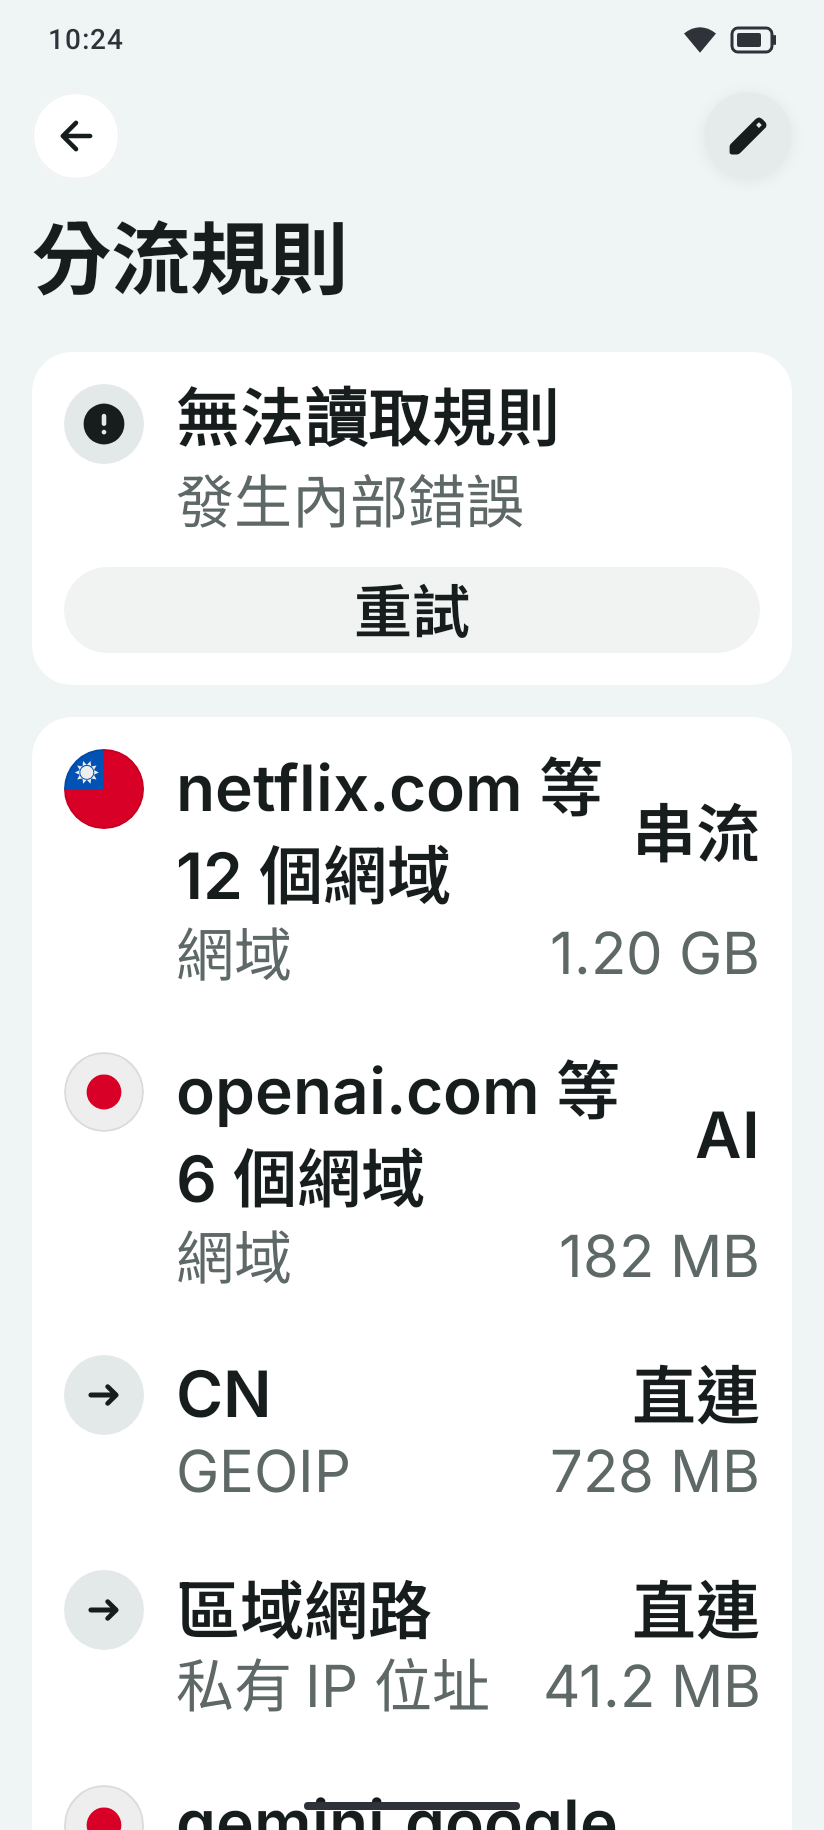 10:24
分流規則
無法讀取規則
發生內部錯誤
重試
netflix.com 等
12 個網域
串流
網域
1.20 GB
openai.com 等
6 個網域
AI
網域
182 MB
CN
直連
GEOIP
728 MB
區域網路
直連
私有 IP 位址
41.2 MB
gemini.google